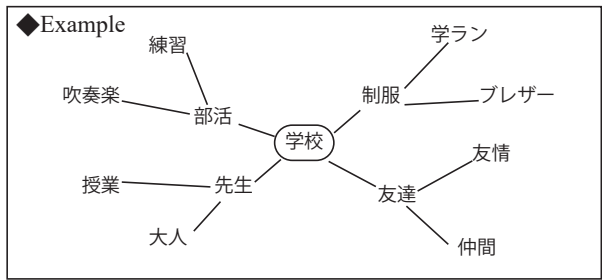 ◆Example
練習
学ラン
吹奏楽
部活
制服
ブレザー
学校
友情
授業
先生
友達
大人
仲間